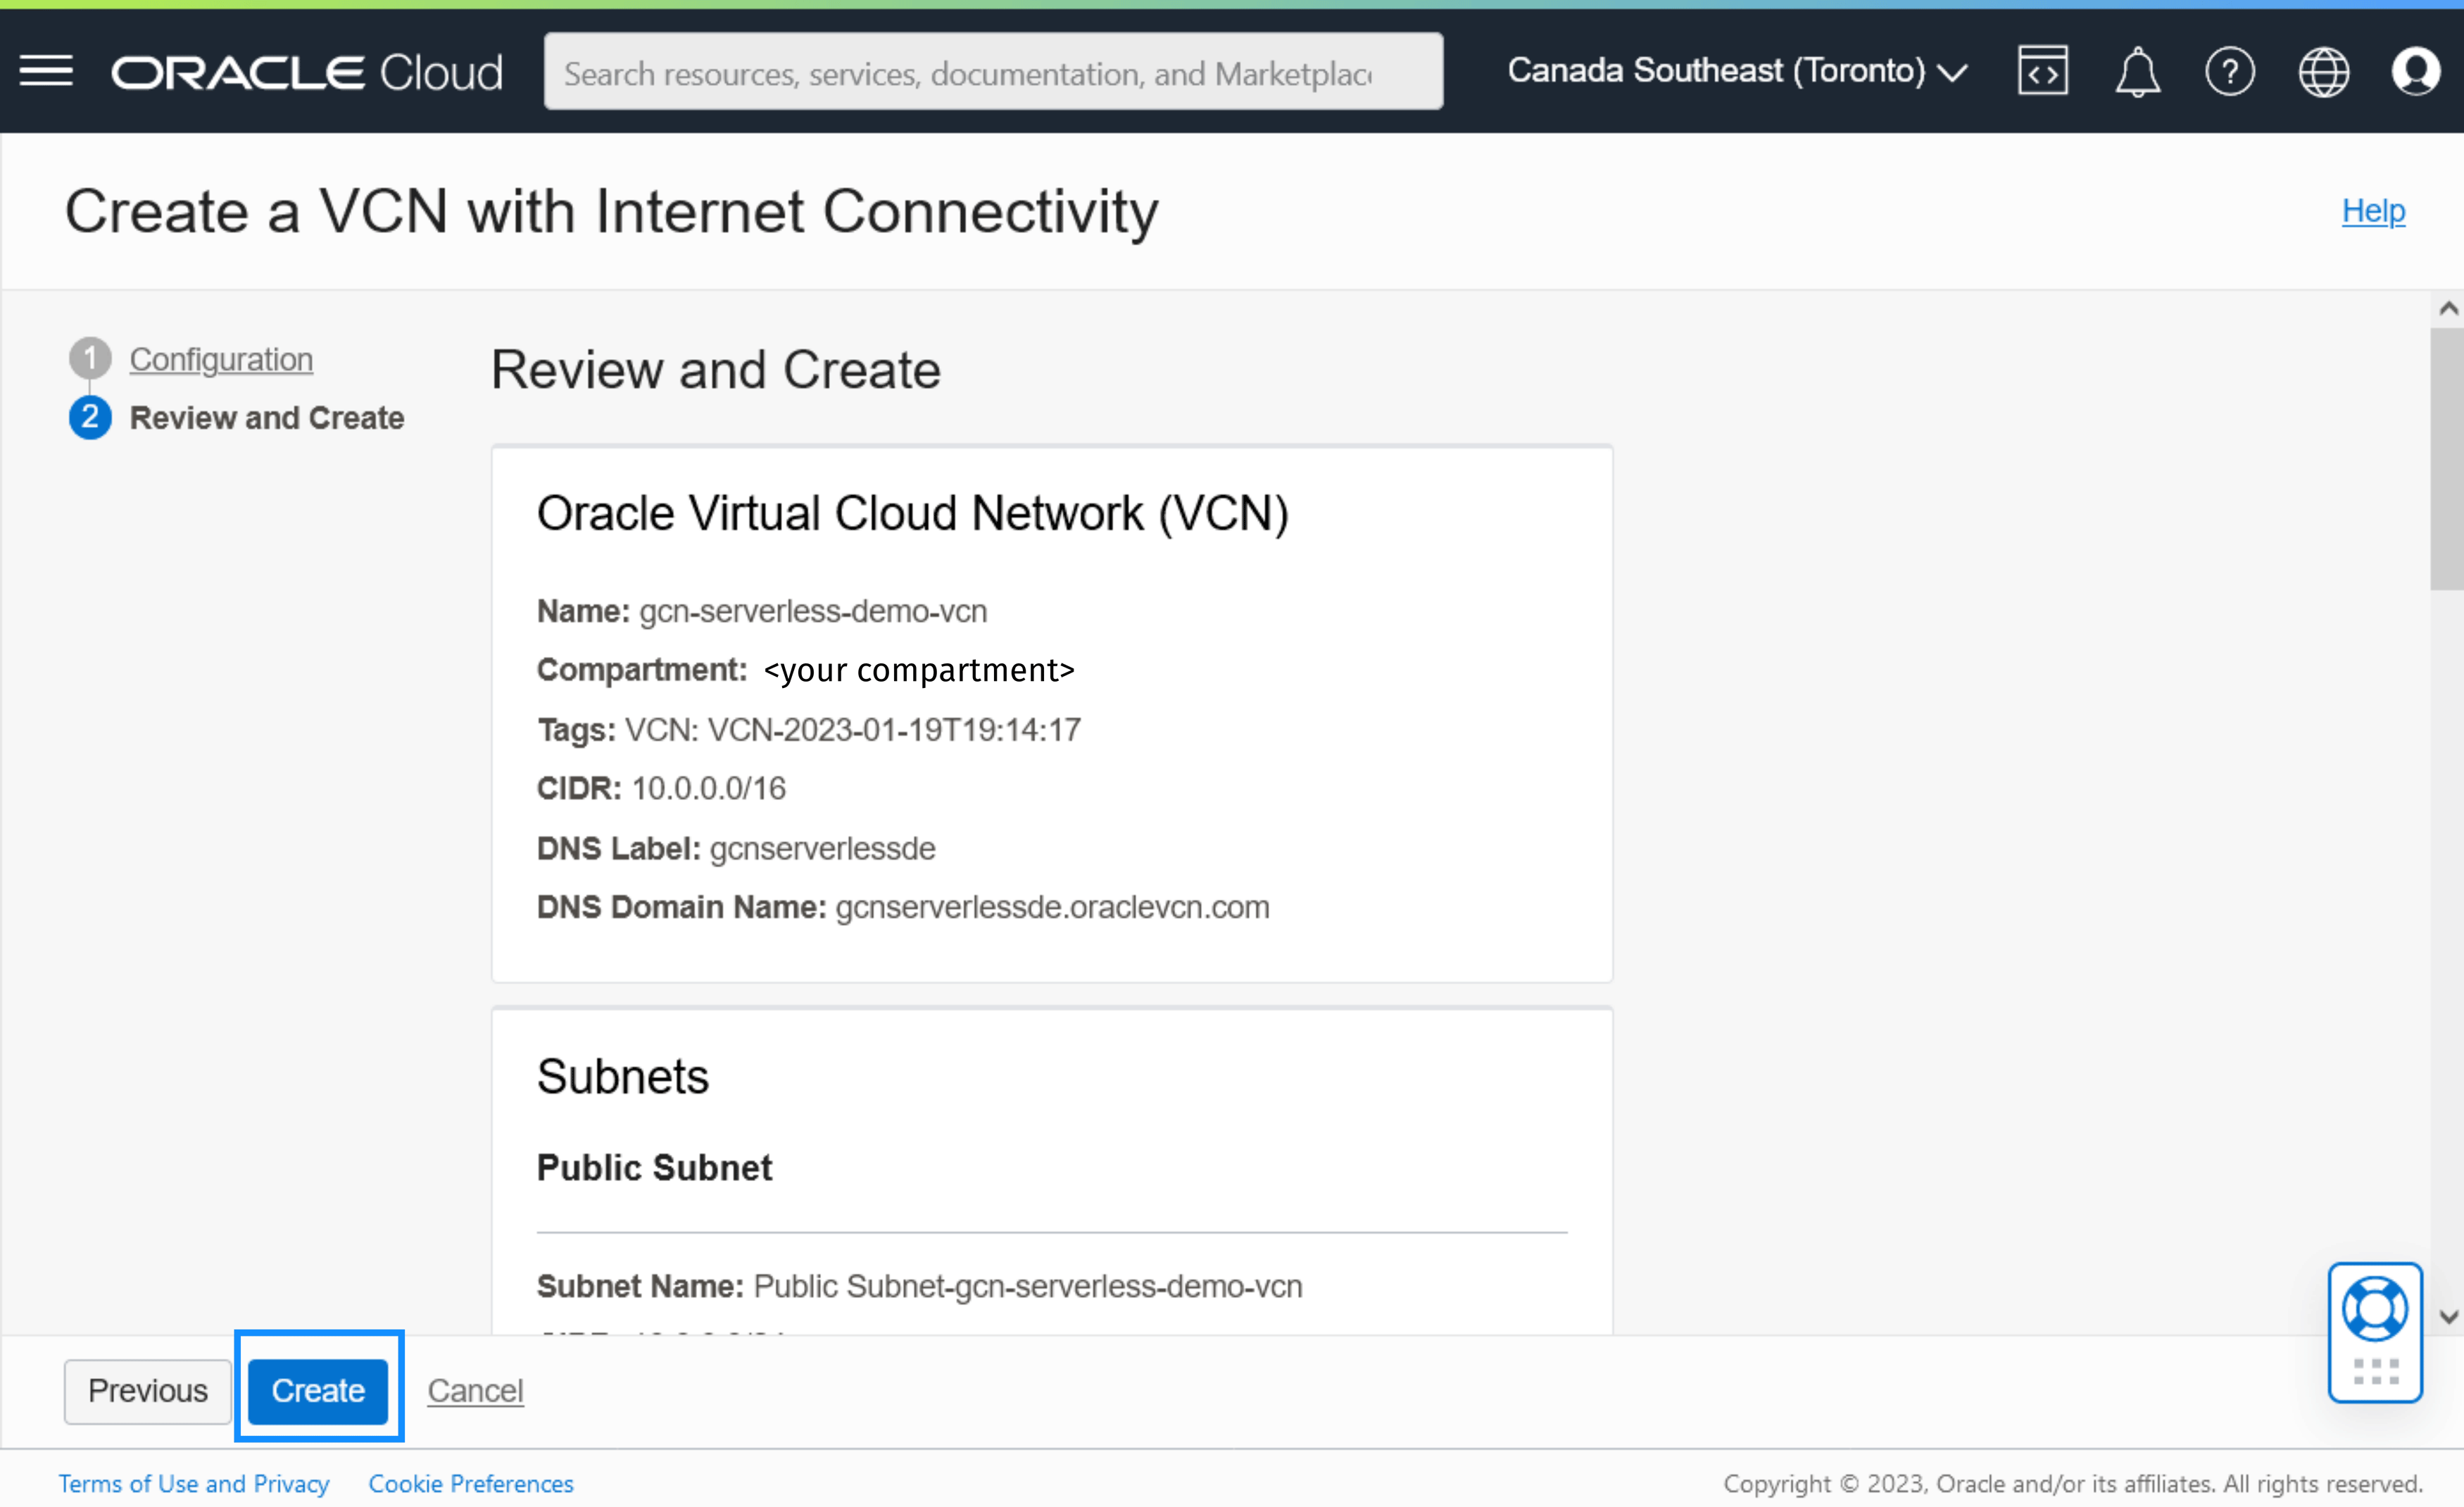 ORACLE Cloud
Search resources, services, documentation, and Marketplace
Canada Southeast (Toronto)
Create a VCN with Internet Connectivity
Help
1 Configuration
2 Review and Create
Review and Create
Oracle Virtual Cloud Network (VCN)
Name: gcn-serverless-demo-vcn
Compartment: <your compartment>
Tags: VCN: VCN-2023-01-19T19:14:17
CIDR: 10.0.0.0/16
DNS Label: gcnserverlessde
DNS Domain Name: gcnserverlessde.oraclevcn.com
Subnets
Public Subnet
Subnet Name: Public Subnet-gcn-serverless-demo-vcn
Previous
Create
Cancel
Terms of Use and Privacy
Cookie Preferences
Copyright © 2023, Oracle and/or its affiliates. All rights reserved.